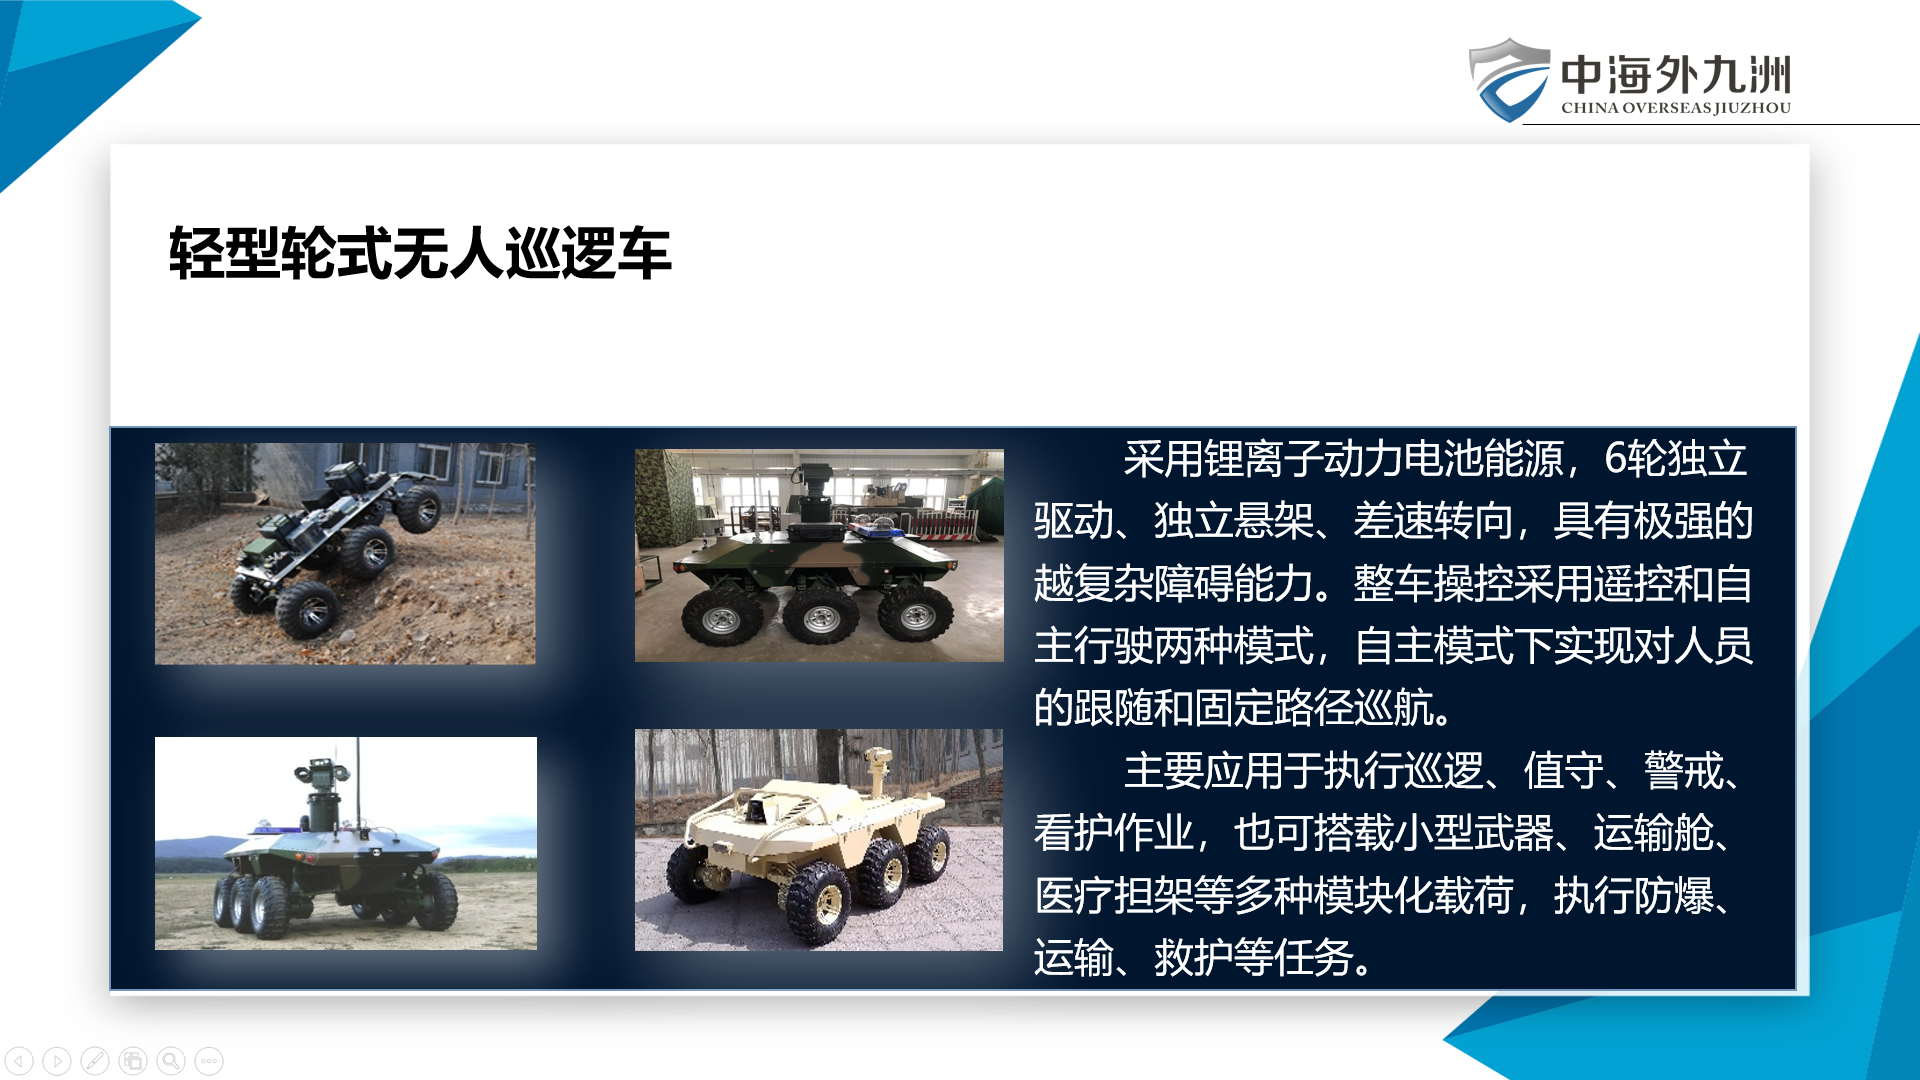 中海外九洲
CHINA OVERSEAS JIUZHOU
轻型轮式无人巡逻车
采用锂离子动力电池能源，6轮独立
驱动、独立悬架、差速转向，具有极强的
越复杂障碍能力。整车操控采用遥控和自
主行驶两种模式，自主模式下实现对人员
的跟随和固定路径巡航。
主要应用于执行巡逻、值守、警戒、
看护作业，也可搭载小型武器、运输舱、
医疗担架等多种模块化载荷，执行防爆、
运输、救护等任务。